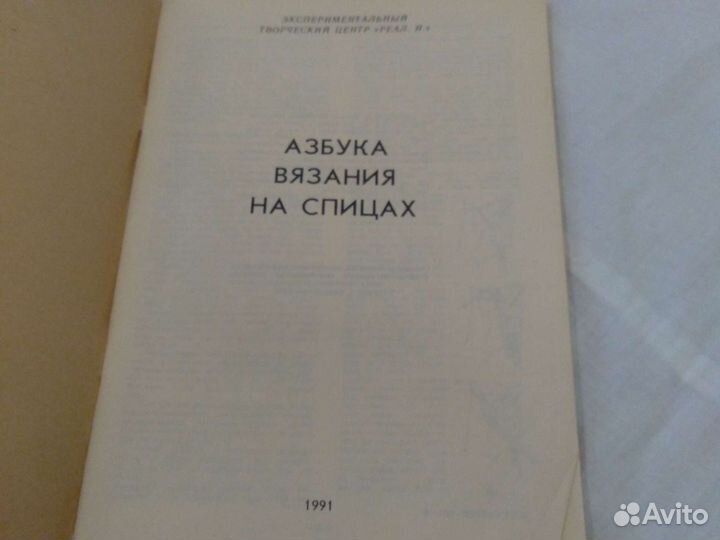 ЭКСПЕРИМЕНТАЛЬНЫЙ
ТВОРЧЕСКИЙ ЦЕНТР «РЕАЛ. П.»
АЗБУКА
ВЯЗАНИЯ
НА СПИЦАХ
1991
Avito